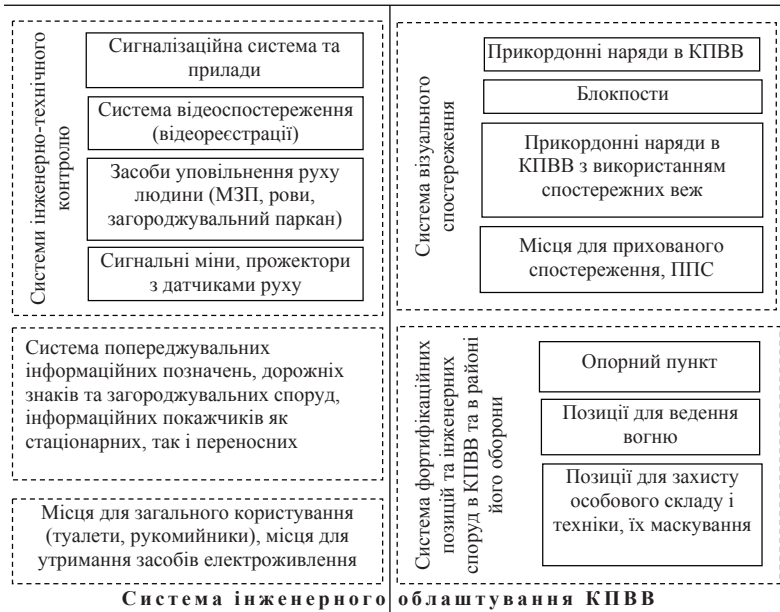 Системи інженерно-технічного
контролю
Сигналізаційна система та
прилади
Система відеоспостереження
(відеореєстрації)
Засоби уповільнення руху
людини (МЗП, рови,
загороджувальний паркан)
Сигнальні міни, прожектори
з датчиками руху
Система попереджувальних
інформаційних позначень, дорожніх
знаків та загороджувальних споруд,
інформаційних покажчиків як
стаціонарних, так і переносних
Місця для загального користування
(туалети, рукомийники), місця для
утримання засобів електроживлення
Система візуального
спостереження
Прикордонні наряди в КПВВ
Блокпости
Прикордонні наряди в
КПВВ з використанням
спостережних веж
Місця для прихованого
спостереження, ППС
Система фортифікаційних
позицій та інженерних
споруд в КПВВ та в районі
його оборони
Опорний пункт
Позиції для ведення
вогню
Позиції для захисту
особового складу і
техніки, їх маскування
Система інженерного облаштування КПВВ